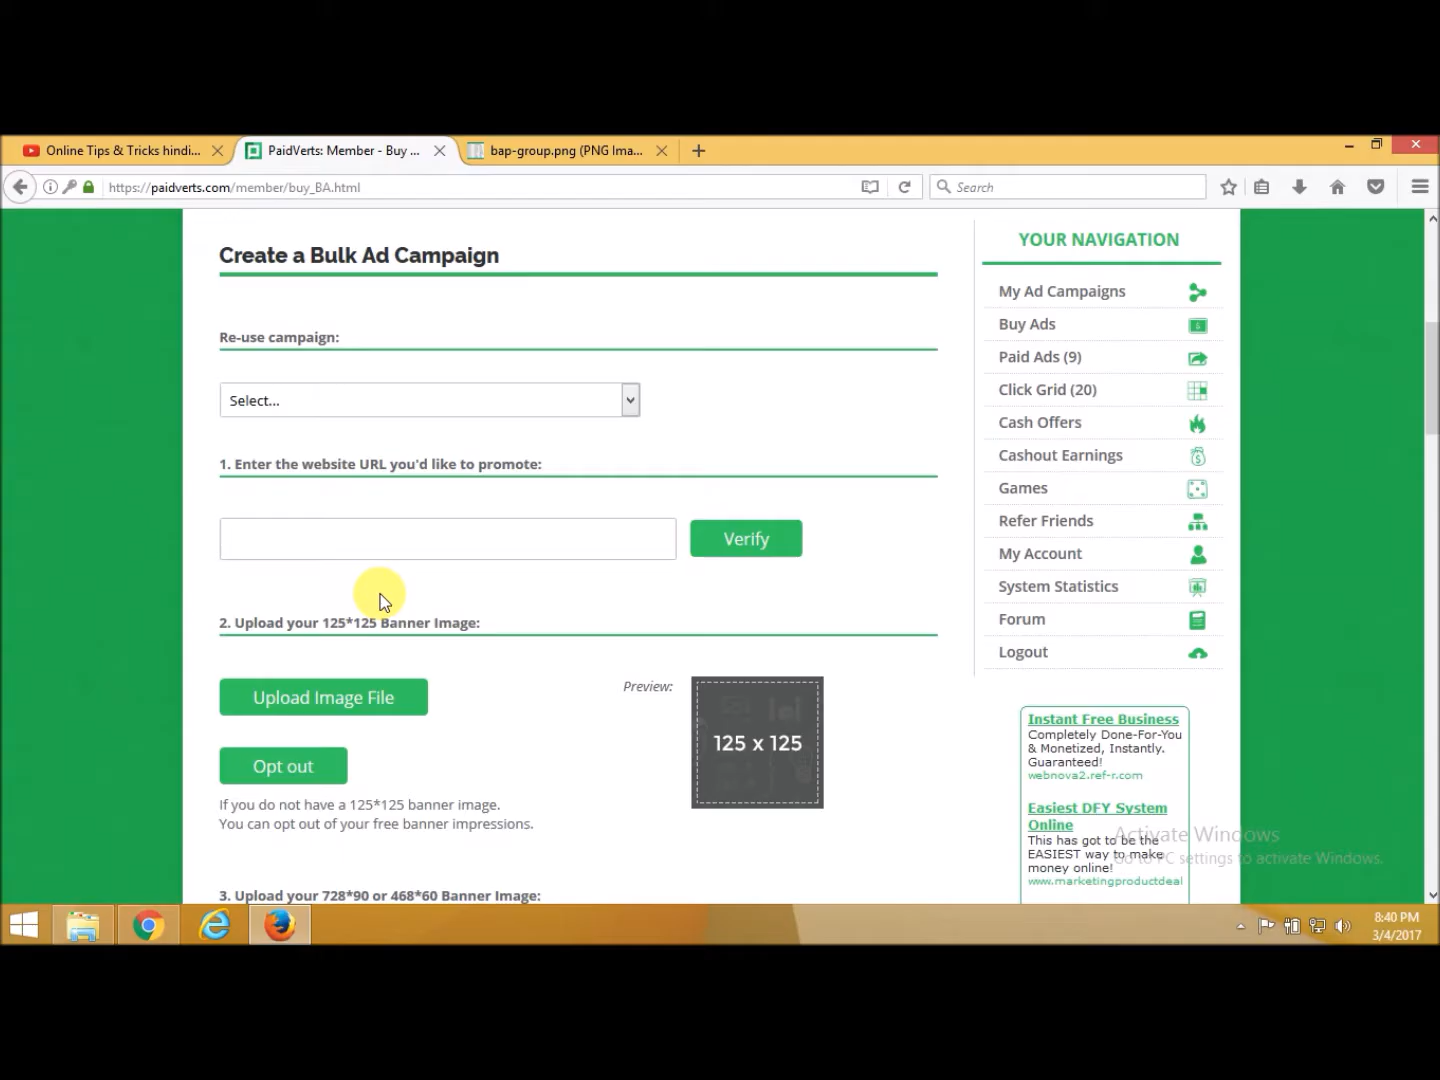 Online Tips & Tricks hindi...
PaidVerts: Member - Buy ...
bap-group.png (PNG Ima...
https://paidverts.com/member/buy_BA.html
Search
Create a Bulk Ad Campaign
Re-use campaign:
Select...
1. Enter the website URL you'd like to promote:
Verify
2. Upload your 125*125 Banner Image:
Upload Image File
Preview:
125 x 125
Opt out
If you do not have a 125*125 banner image.
You can opt out of your free banner impressions.
3. Upload your 728*90 or 468*60 Banner Image:
YOUR NAVIGATION
My Ad Campaigns
Buy Ads
Paid Ads (9)
Click Grid (20)
Cash Offers
Cashout Earnings
Games
Refer Friends
My Account
System Statistics
Forum
Logout
Instant Free Business
Completely Done-For-You
& Monetized, Instantly.
Guaranteed!
webnova2.ref-r.com
Easiest DFY System
Online
This has got to be the
EASIEST way to make
money online!
www.marketingproductdeal
Activate Windows
Go to PC settings to activate Windows.
8:40 PM
3/4/2017